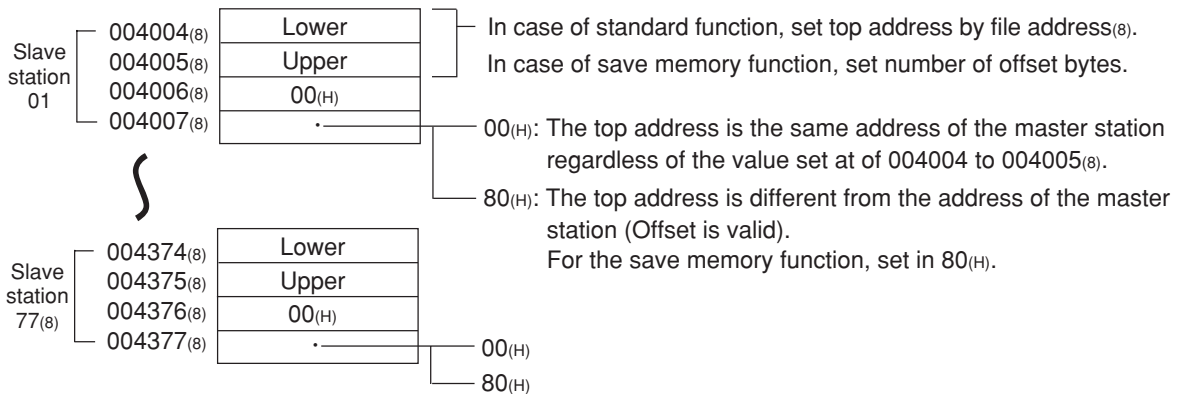 004004(8) Lower In case of standard function, set top address by file address(8).
Slave station 01
004005(8) Upper In case of save memory function, set number of offset bytes.
004006(8) 00(H)
004007(8) · 00(H): The top address is the same address of the master station
regardless of the value set at of 004004 to 004005(8).
80(H): The top address is different from the address of the master
station (Offset is valid).
For the save memory function, set in 80(H).
004374(8) Lower
Slave station 77(8)
004375(8) Upper
004376(8) 00(H)
004377(8) · 00(H)
80(H)